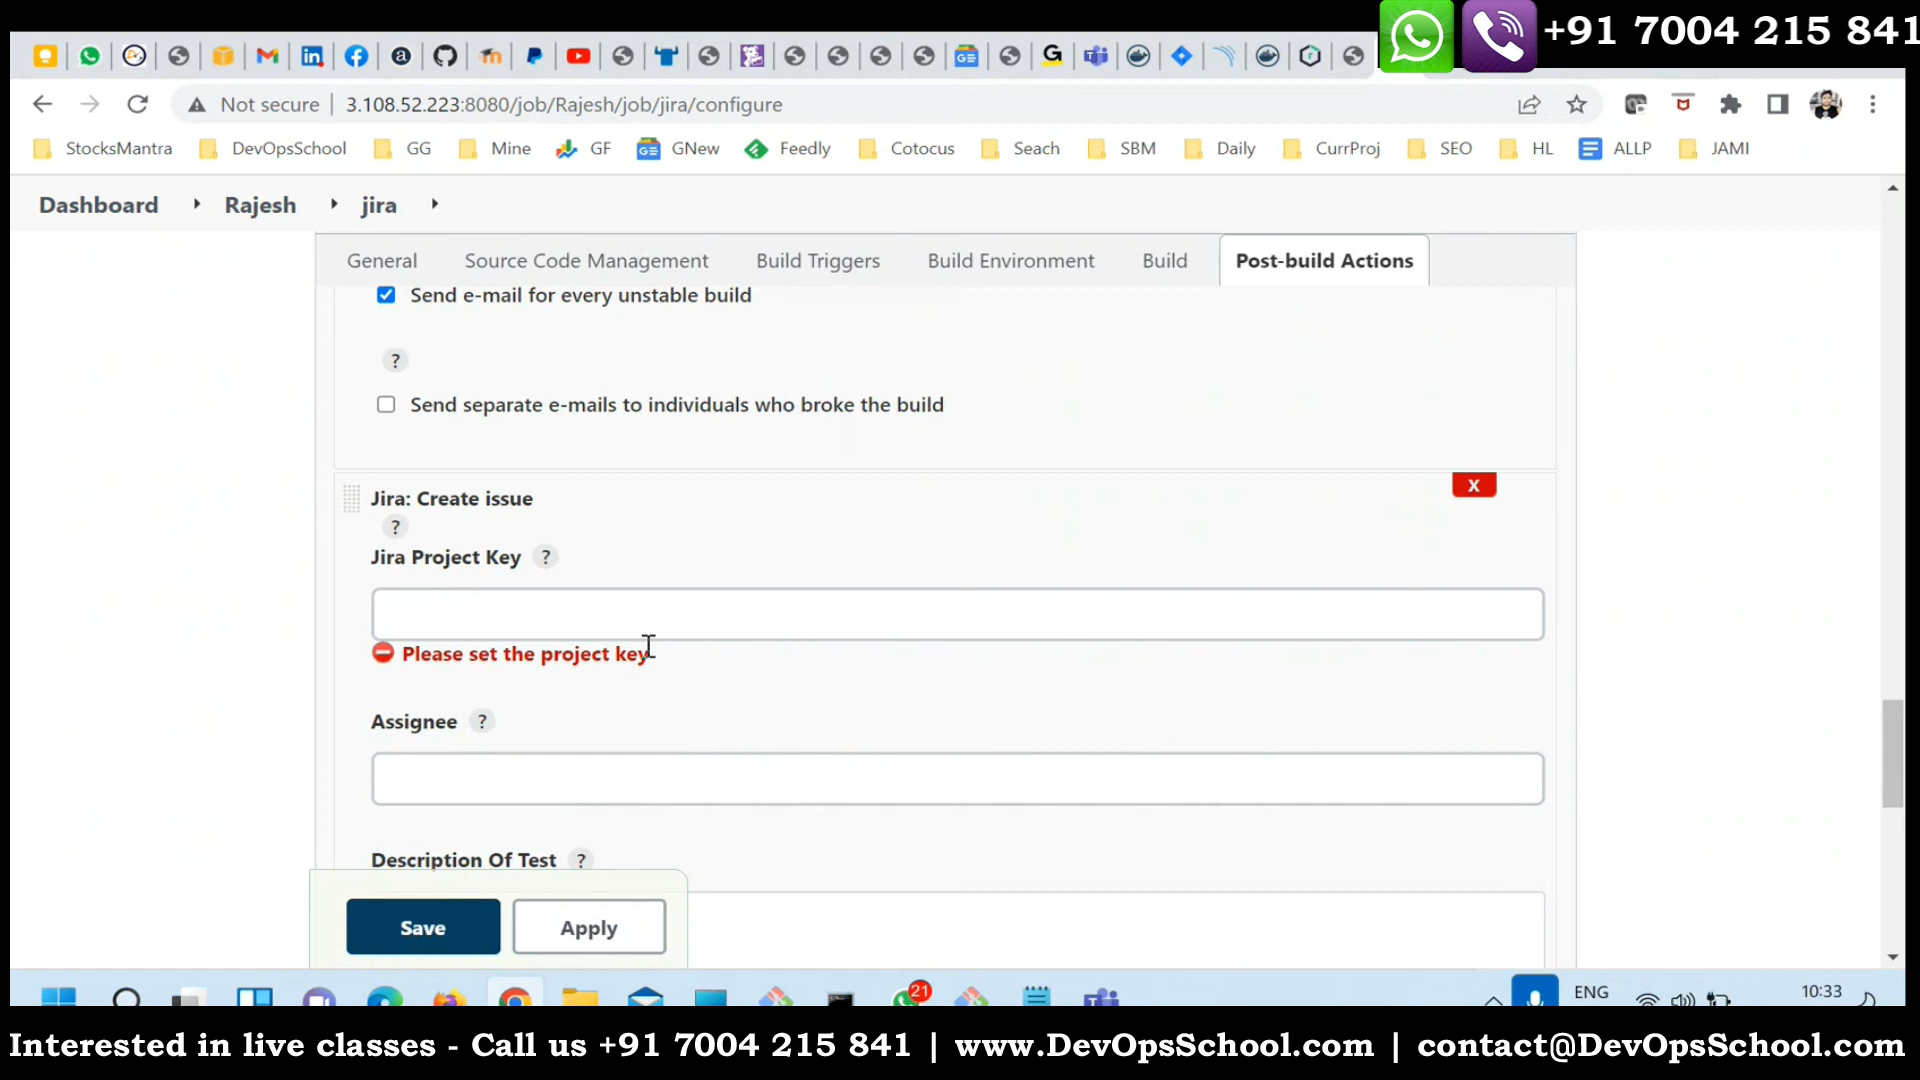 +91 7004 215 841
Not secure | 3.108.52.223:8080/job/Rajesh/job/jira/configure
StocksMantra DevOpsSchool GG Mine GF GNew Feedly Cotocus Seach SBM Daily CurrProj SEO HL ALLP JAMI
Dashboard Rajesh jira
General Source Code Management Build Triggers Build Environment Build Post-build Actions
Send e-mail for every unstable build
?
Send separate e-mails to individuals who broke the build
X
Jira: Create issue
?
Jira Project Key ?
Please set the project key
Assignee ?
Description Of Test ?
Save Apply
21
ENG
10:33
Interested in live classes - Call us +91 7004 215 841 | www.DevOpsSchool.com | contact@DevOpsSchool.com